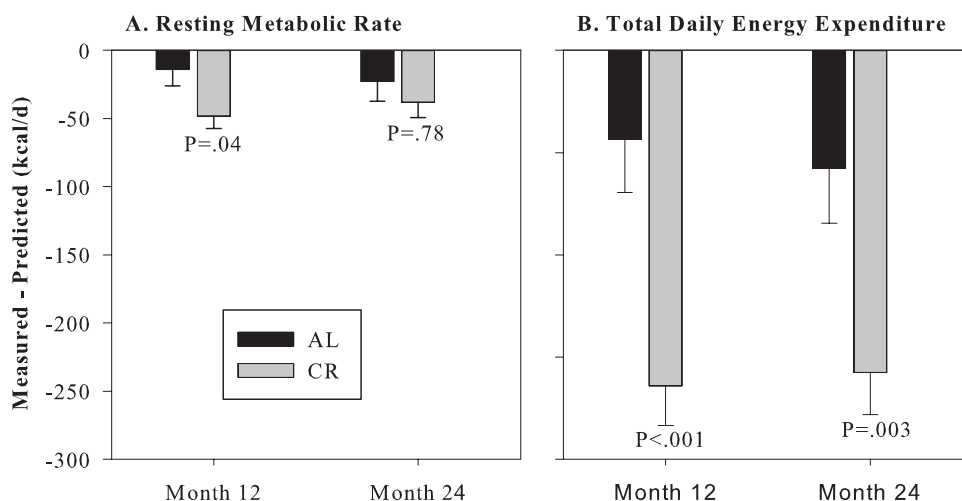 A. Resting Metabolic Rate
B. Total Daily Energy Expenditure
Measured - Predicted (kcal/d)
0
-50
-100
-150
-200
-250
-300
P=.04
P=.78
AL
CR
P<.001
P=.003
Month 12
Month 24
Month 12
Month 24